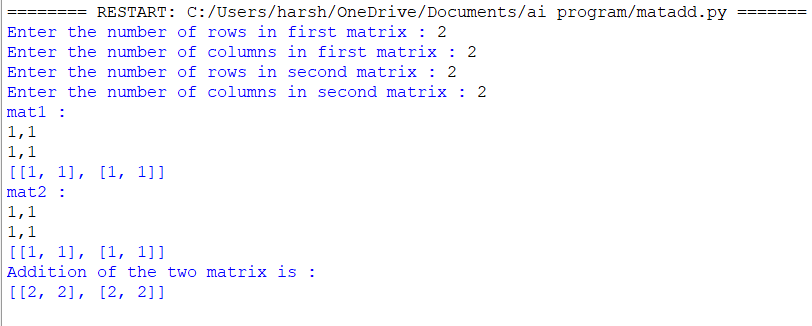 ======== RESTART: C:/Users/harsh/OneDrive/Documents/ai program/matadd.py =======
Enter the number of rows in first matrix : 2
Enter the number of columns in first matrix : 2
Enter the number of rows in second matrix : 2
Enter the number of columns in second matrix : 2
mat1 :
1,1
1,1
[[1, 1], [1, 1]]
mat2 :
1,1
1,1
[[1, 1], [1, 1]]
Addition of the two matrix is :
[[2, 2], [2, 2]]